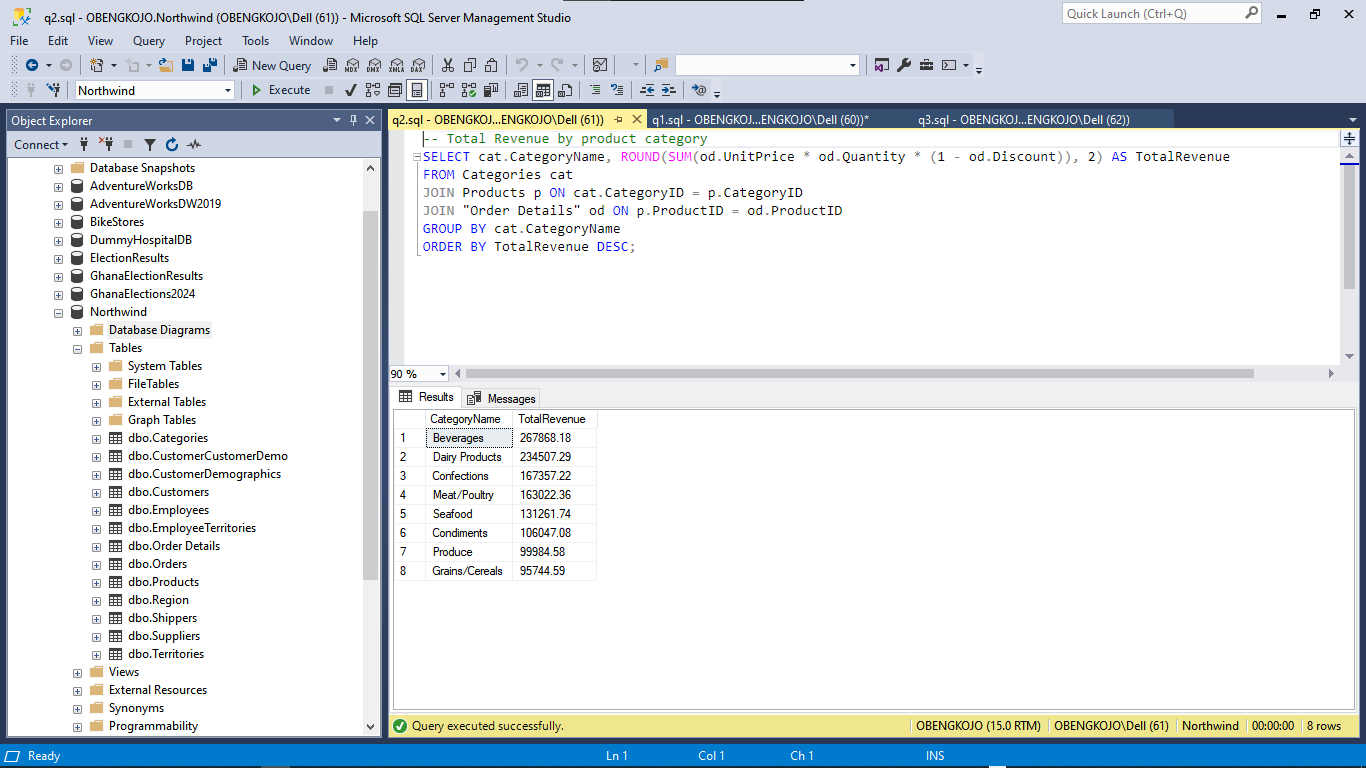 q2.sql - OBENGKOJO.Northwind (OBENGKOJO\Dell (61)) - Microsoft SQL Server Management Studio
Quick Launch (Ctrl+Q)
File Edit View Query Project Tools Window Help
New Query MDX DMX XMLA DAX
Northwind Execute
Object Explorer
Connect
Database Snapshots
AdventureWorksDB
AdventureWorksDW2019
BikeStores
DummyHospitalDB
ElectionResults
GhanaElectionResults
GhanaElections2024
Northwind
Database Diagrams
Tables
System Tables
FileTables
External Tables
Graph Tables
dbo.Categories
dbo.CustomerCustomerDemo
dbo.CustomerDemographics
dbo.Customers
dbo.Employees
dbo.EmployeeTerritories
dbo.Order Details
dbo.Orders
dbo.Products
dbo.Region
dbo.Shippers
dbo.Suppliers
dbo.Territories
Views
External Resources
Synonyms
Programmability
q2.sql - OBENGKOJ...ENGKOJO\Dell (61)) q1.sql - OBENGKOJ...ENGKOJO\Dell (60))* q3.sql - OBENGKOJ...ENGKOJO\Dell (62))
-- Total Revenue by product category
SELECT cat.CategoryName, ROUND(SUM(od.UnitPrice * od.Quantity * (1 - od.Discount)), 2) AS TotalRevenue
FROM Categories cat
JOIN Products p ON cat.CategoryID = p.CategoryID
JOIN "Order Details" od ON p.ProductID = od.ProductID
GROUP BY cat.CategoryName
ORDER BY TotalRevenue DESC;
90 %
Results Messages
CategoryName TotalRevenue
1 Beverages 267868.18
2 Dairy Products 234507.29
3 Confections 167357.22
4 Meat/Poultry 163022.36
5 Seafood 131261.74
6 Condiments 106047.08
7 Produce 99984.58
8 Grains/Cereals 95744.59
Query executed successfully. OBENGKOJO (15.0 RTM) OBENGKOJO\Dell (61) Northwind 00:00:00 8 rows
Ready Ln 1 Col 1 Ch 1 INS